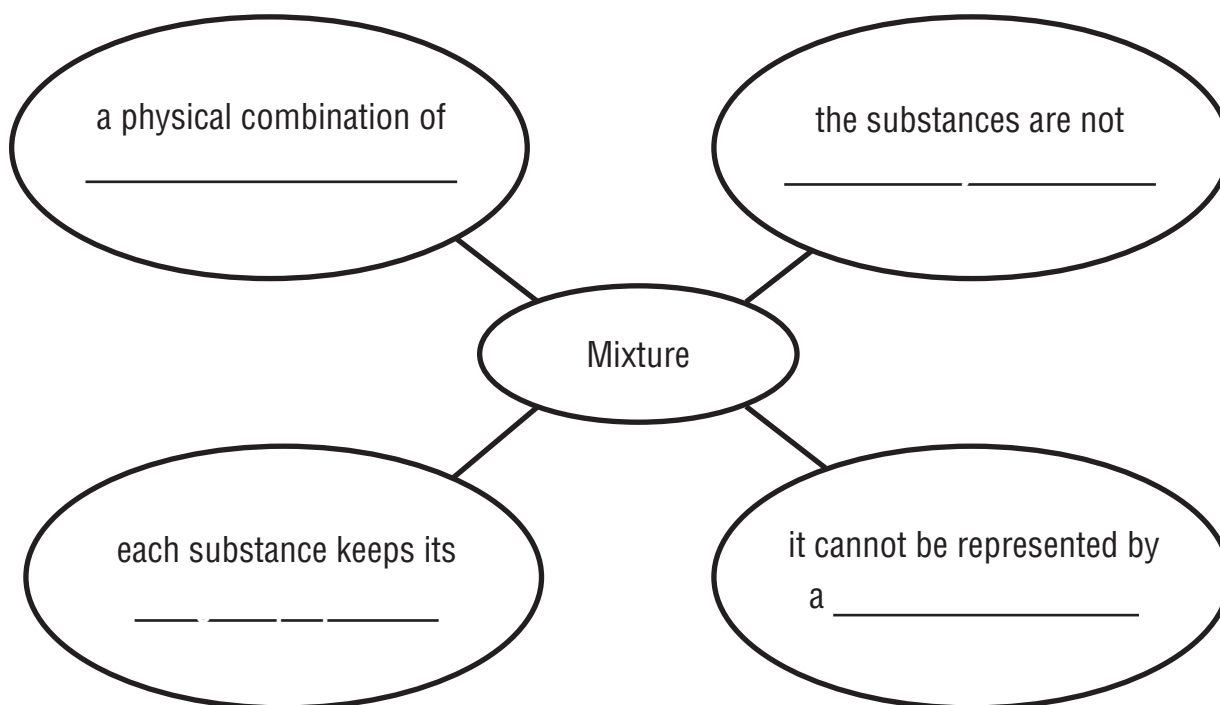 a physical combination of
the substances are not
Mixture
each substance keeps its
it cannot be represented by
a